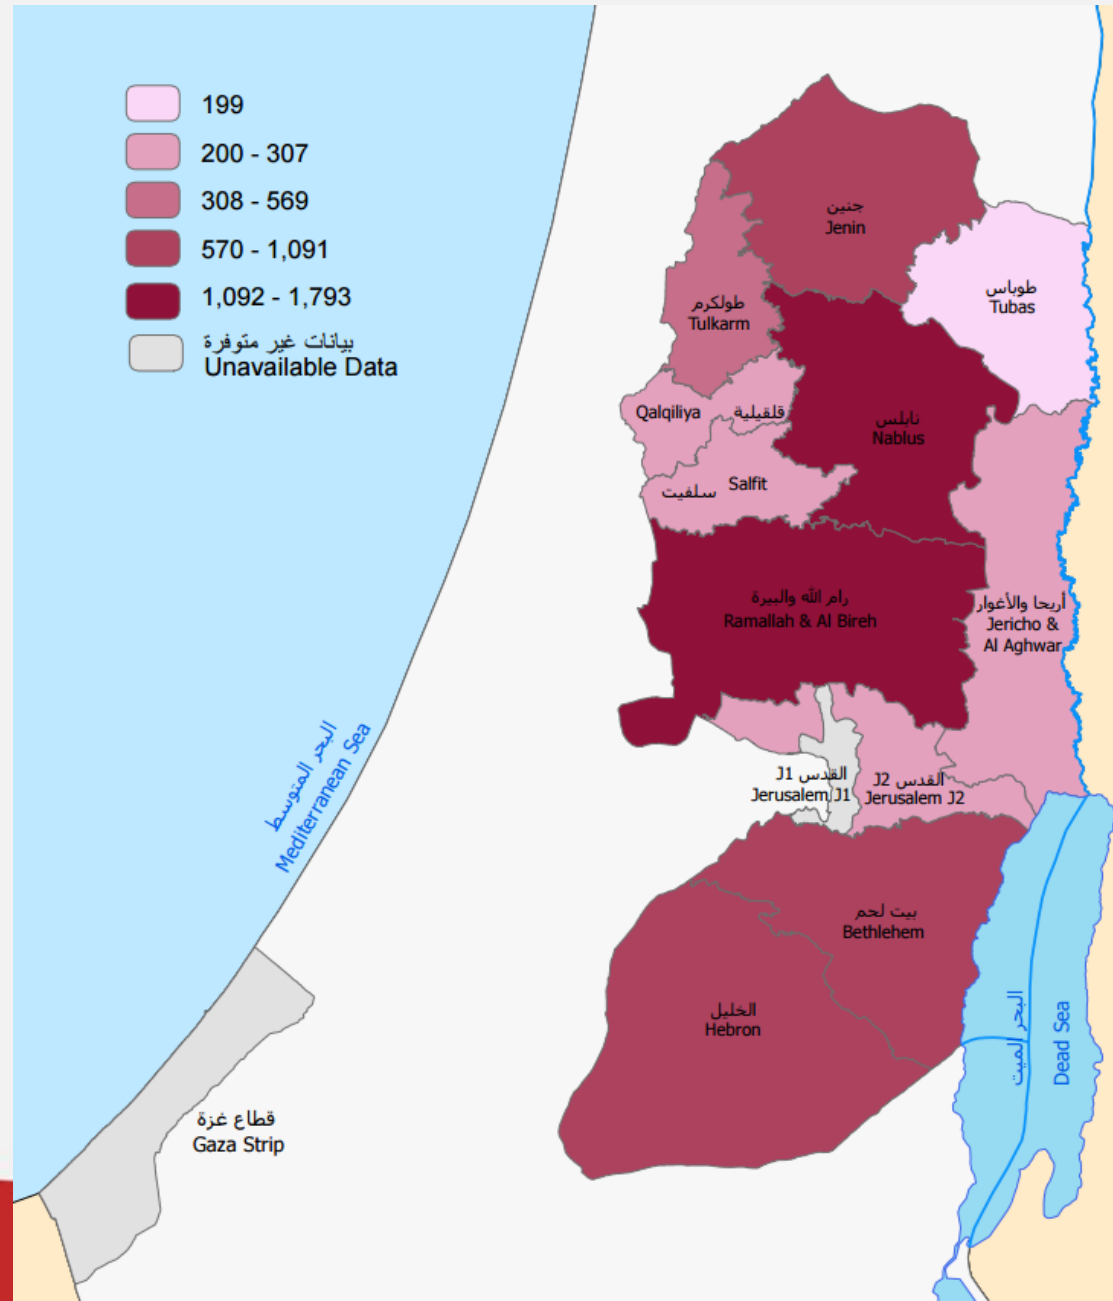 199
200 - 307
308 - 569
570 - 1,091
1,092 - 1,793
بيانات غير متوفرة
Unavailable Data
جنين
Jenin
طوباس
Tubas
طولكرم
Tulkarm
Qalqiliya قلقيلية
نابلس
Nablus
سلفيت Salfit
رام الله والبيرة
Ramallah & Al Bireh
أريحا والأغوار
Jericho &
Al Aghwar
القدس J1
Jerusalem J1
القدس J2
Jerusalem J2
البحر المتوسط
Mediterranean Sea
بيت لحم
Bethlehem
الخليل
Hebron
البحر الميت
Dead Sea
قطاع غزة
Gaza Strip